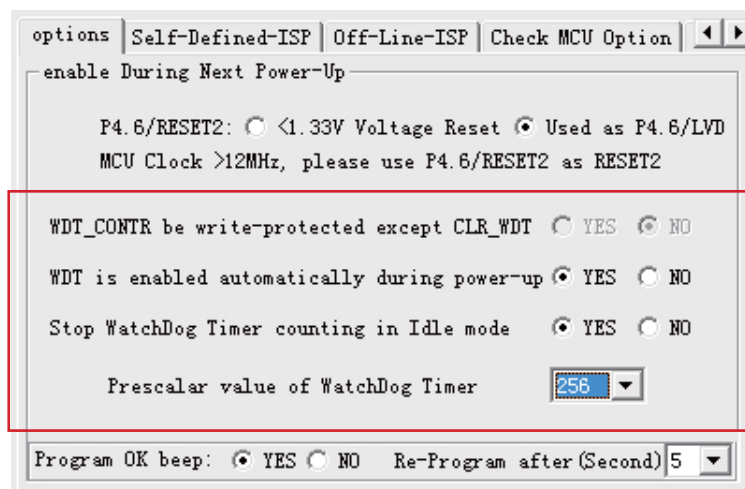 options Self-Defined-ISP Off-Line-ISP Check MCU Option
enable During Next Power-Up
P4.6/RESET2: <1.33V Voltage Reset Used as P4.6/LVD
MCU Clock >12MHz, please use P4.6/RESET2 as RESET2
WDT_CONTR be write-protected except CLR_WDT YES NO
WDT is enabled automatically during power-up YES NO
Stop WatchDog Timer counting in Idle mode YES NO
Prescalar value of WatchDog Timer 256
Program OK beep: YES NO Re-Program after(Second) 5